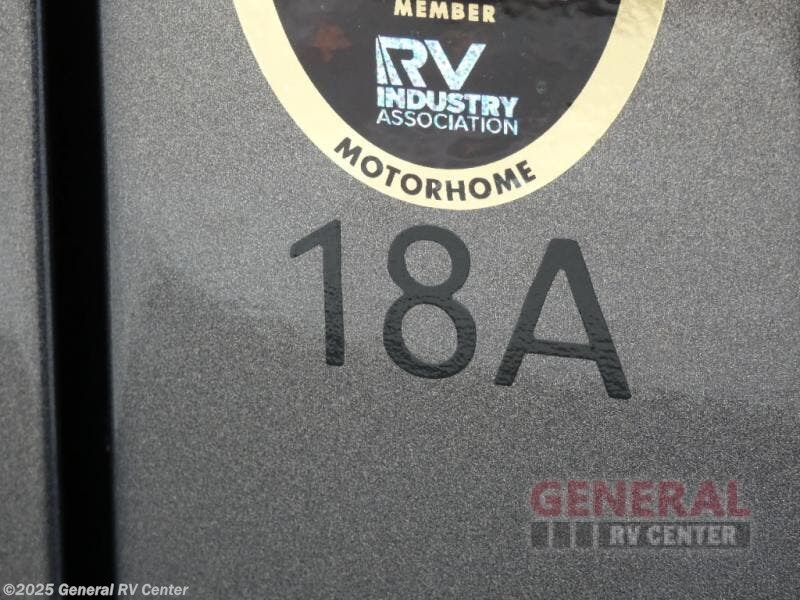 MEMBER
RV
INDUSTRY
ASSOCIATION
MOTORHOME
18A
GENERAL
RV CENTER
©2025 General RV Center